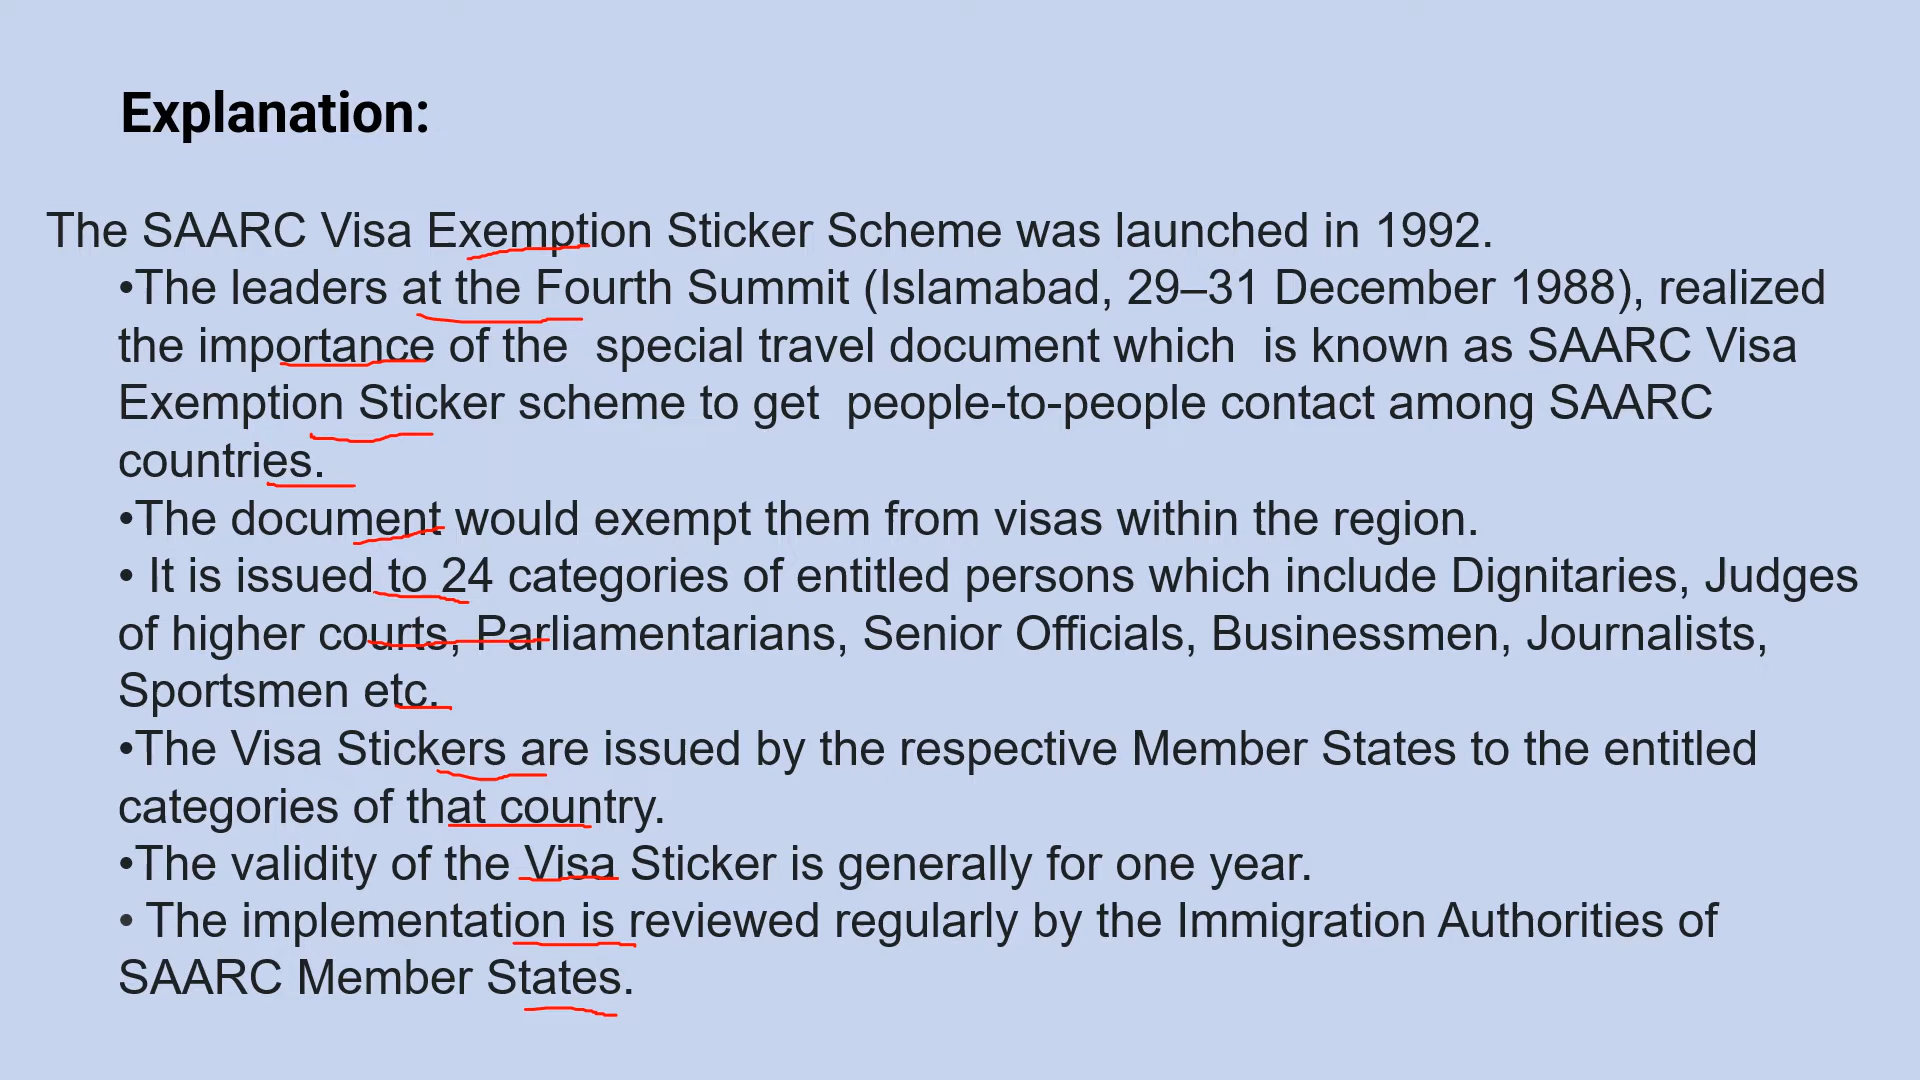 Explanation:
The SAARC Visa Exemption Sticker Scheme was launched in 1992.
•The leaders at the Fourth Summit (Islamabad, 29–31 December 1988), realized
the importance of the  special travel document which  is known as SAARC Visa
Exemption Sticker scheme to get  people-to-people contact among SAARC
countries.
•The document would exempt them from visas within the region.
• It is issued to 24 categories of entitled persons which include Dignitaries, Judges
of higher courts, Parliamentarians, Senior Officials, Businessmen, Journalists,
Sportsmen etc.
•The Visa Stickers are issued by the respective Member States to the entitled
categories of that country.
•The validity of the Visa Sticker is generally for one year.
• The implementation is reviewed regularly by the Immigration Authorities of
SAARC Member States.